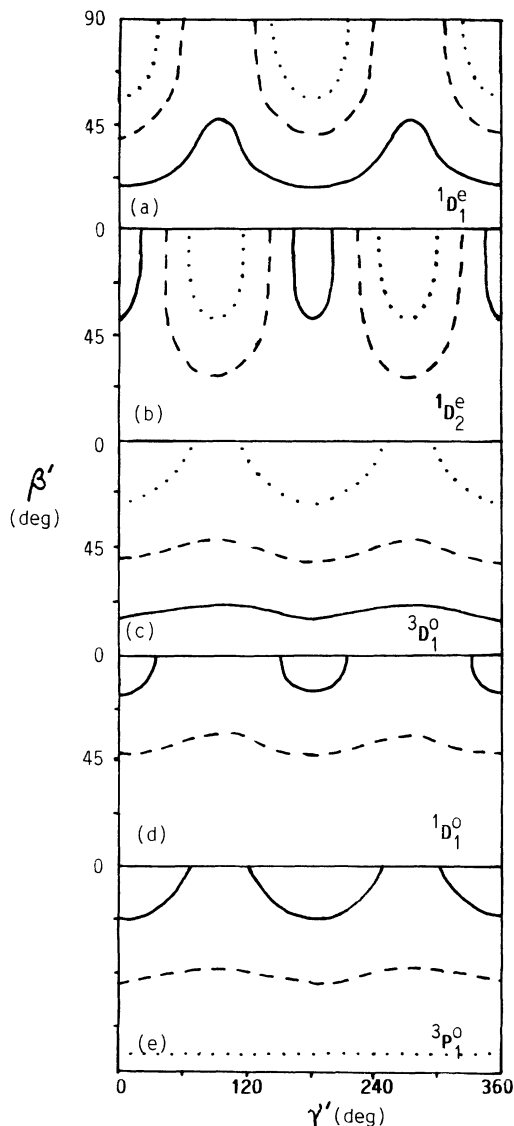 90
45
(a) ¹D₁ᵉ
0
45
(b) ¹D₂ᵉ
0
β′
(deg)
45
(c) ³D₁ᵒ
0
45
(d) ¹D₁ᵒ
0
(e) ³P₁ᵒ
0 120 240 360
γ′(deg)